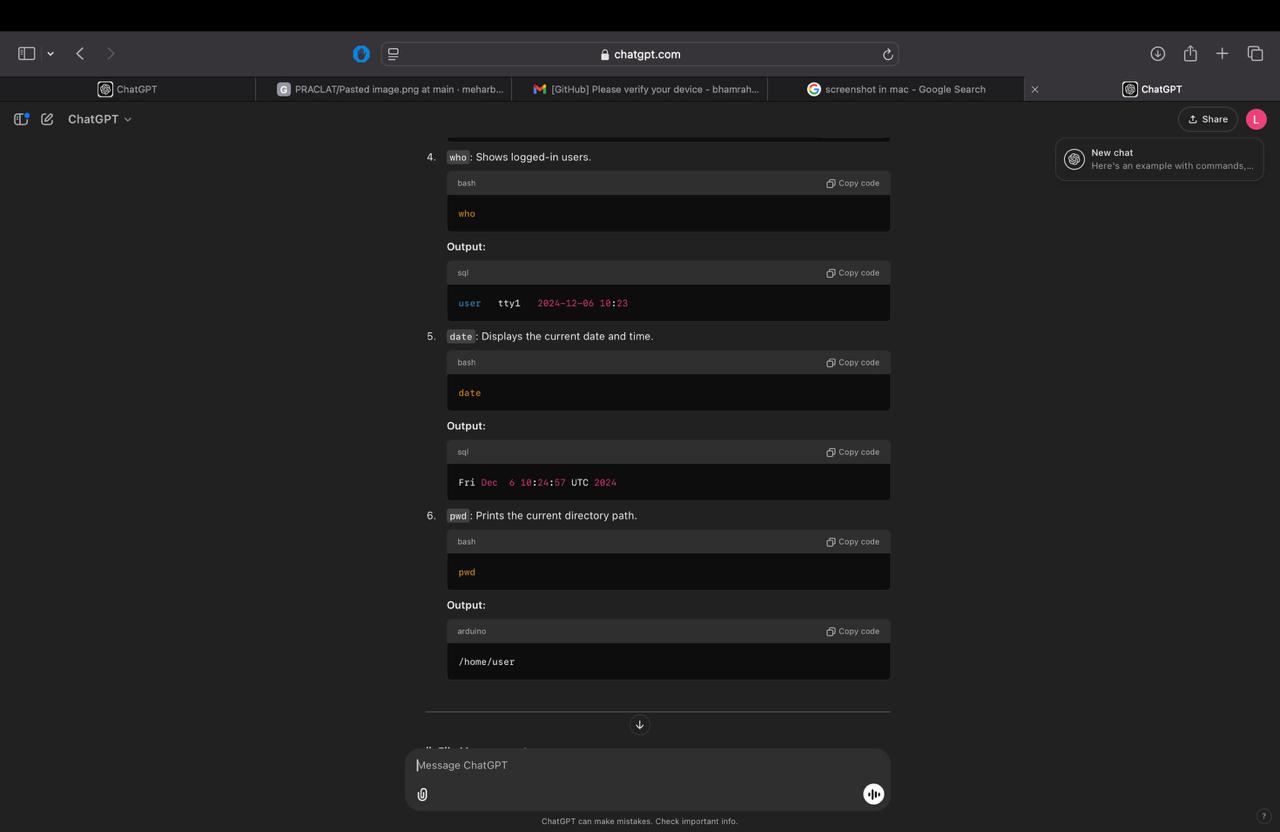 chatgpt.com
ChatGPT
PRACLAT/Pasted image.png at main · meharb...
[GitHub] Please verify your device - bhamrah...
screenshot in mac - Google Search
ChatGPT
ChatGPT
Share
L
New chat
Here's an example with commands,...
4. who: Shows logged-in users.
bash Copy code
who
Output:
sql Copy code
user tty1 2024-12-06 10:23
5. date: Displays the current date and time.
bash Copy code
date
Output:
sql Copy code
Fri Dec  6 10:24:57 UTC 2024
6. pwd: Prints the current directory path.
bash Copy code
pwd
Output:
arduino Copy code
/home/user
Message ChatGPT
ChatGPT can make mistakes. Check important info.
?